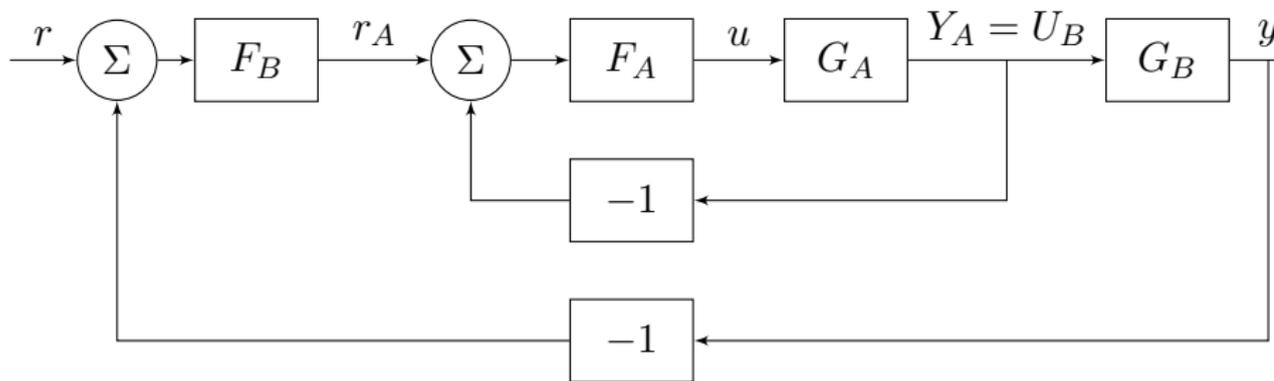 r Σ F_B r_A Σ F_A u G_A Y_A = U_B G_B y
−1
−1